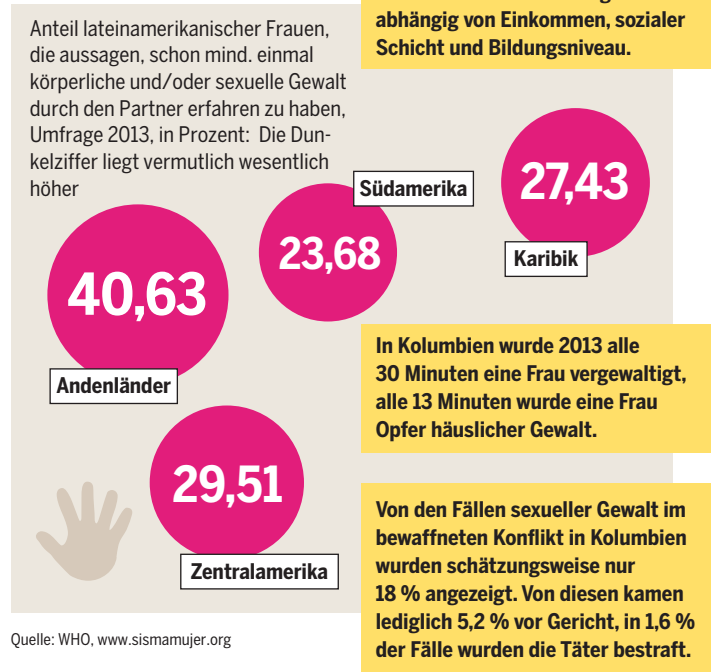 Anteil lateinamerikanischer Frauen,
die aussagen, schon mind. einmal
körperliche und/oder sexuelle Gewalt
durch den Partner erfahren zu haben,
Umfrage 2013, in Prozent: Die Dun-
kelziffer liegt vermutlich wesentlich
höher
abhängig von Einkommen, sozialer
Schicht und Bildungsniveau.
40,63
Andenländer
23,68
Südamerika
27,43
Karibik
29,51
Zentralamerika
In Kolumbien wurde 2013 alle
30 Minuten eine Frau vergewaltigt,
alle 13 Minuten wurde eine Frau
Opfer häuslicher Gewalt.
Von den Fällen sexueller Gewalt im
bewaffneten Konflikt in Kolumbien
wurden schätzungsweise nur
18 % angezeigt. Von diesen kamen
lediglich 5,2 % vor Gericht, in 1,6 %
der Fälle wurden die Täter bestraft.
Quelle: WHO, www.sismamujer.org